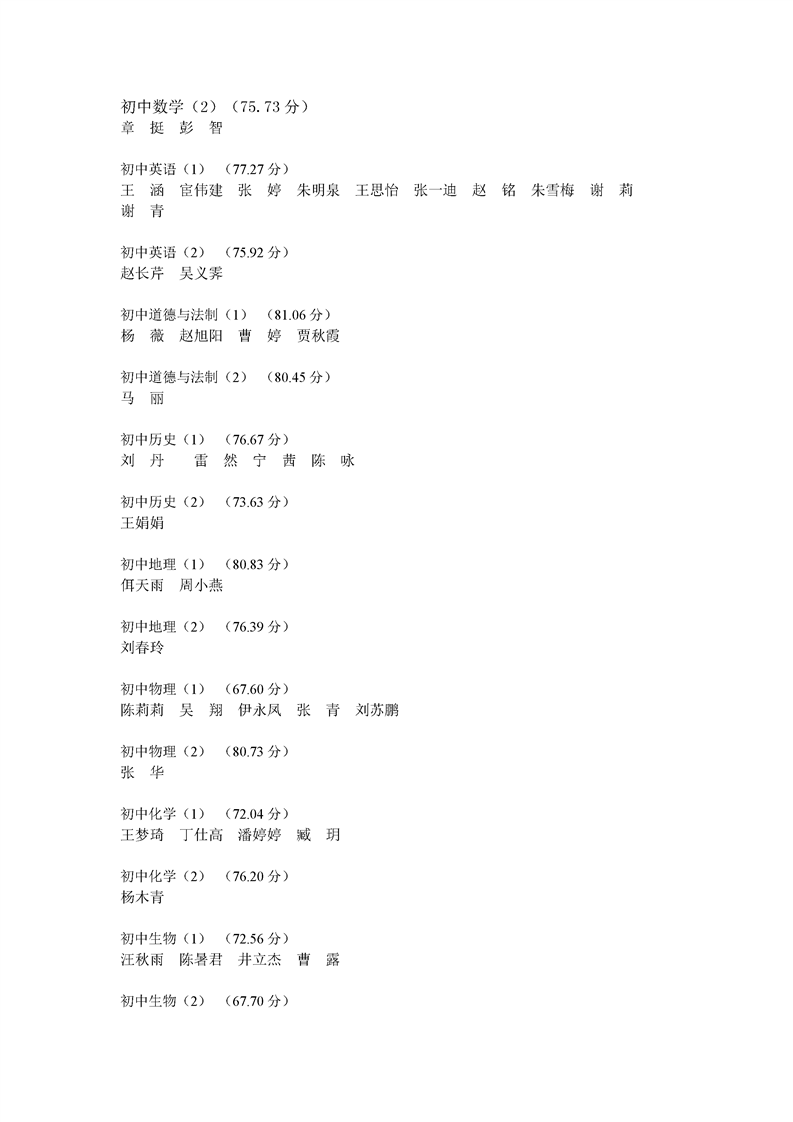 初中数学（2）（75.73 分）
章　挺　彭　智
初中英语（1）　（77.27 分）
王　涵　宦伟建　张　婷　朱明泉　王思怡　张一迪　赵　铭　朱雪梅　谢　莉
谢　青
初中英语（2）　（75.92 分）
赵长芹　吴义霁
初中道德与法制（1）　（81.06 分）
杨　薇　赵旭阳　曹　婷　贾秋霞
初中道德与法制（2）　（80.45 分）
马　丽
初中历史（1）　（76.67 分）
刘　丹　　雷　然　宁　茜　陈　咏
初中历史（2）　（73.63 分）
王娟娟
初中地理（1）　（80.83 分）
佴天雨　周小燕
初中地理（2）　（76.39 分）
刘春玲
初中物理（1）　（67.60 分）
陈莉莉　吴　翔　伊永凤　张　青　刘苏鹏
初中物理（2）　（80.73 分）
张　华
初中化学（1）　（72.04 分）
王梦琦　丁仕高　潘婷婷　臧　玥
初中化学（2）　（76.20 分）
杨木青
初中生物（1）　（72.56 分）
汪秋雨　陈暑君　井立杰　曹　露
初中生物（2）　（67.70 分）